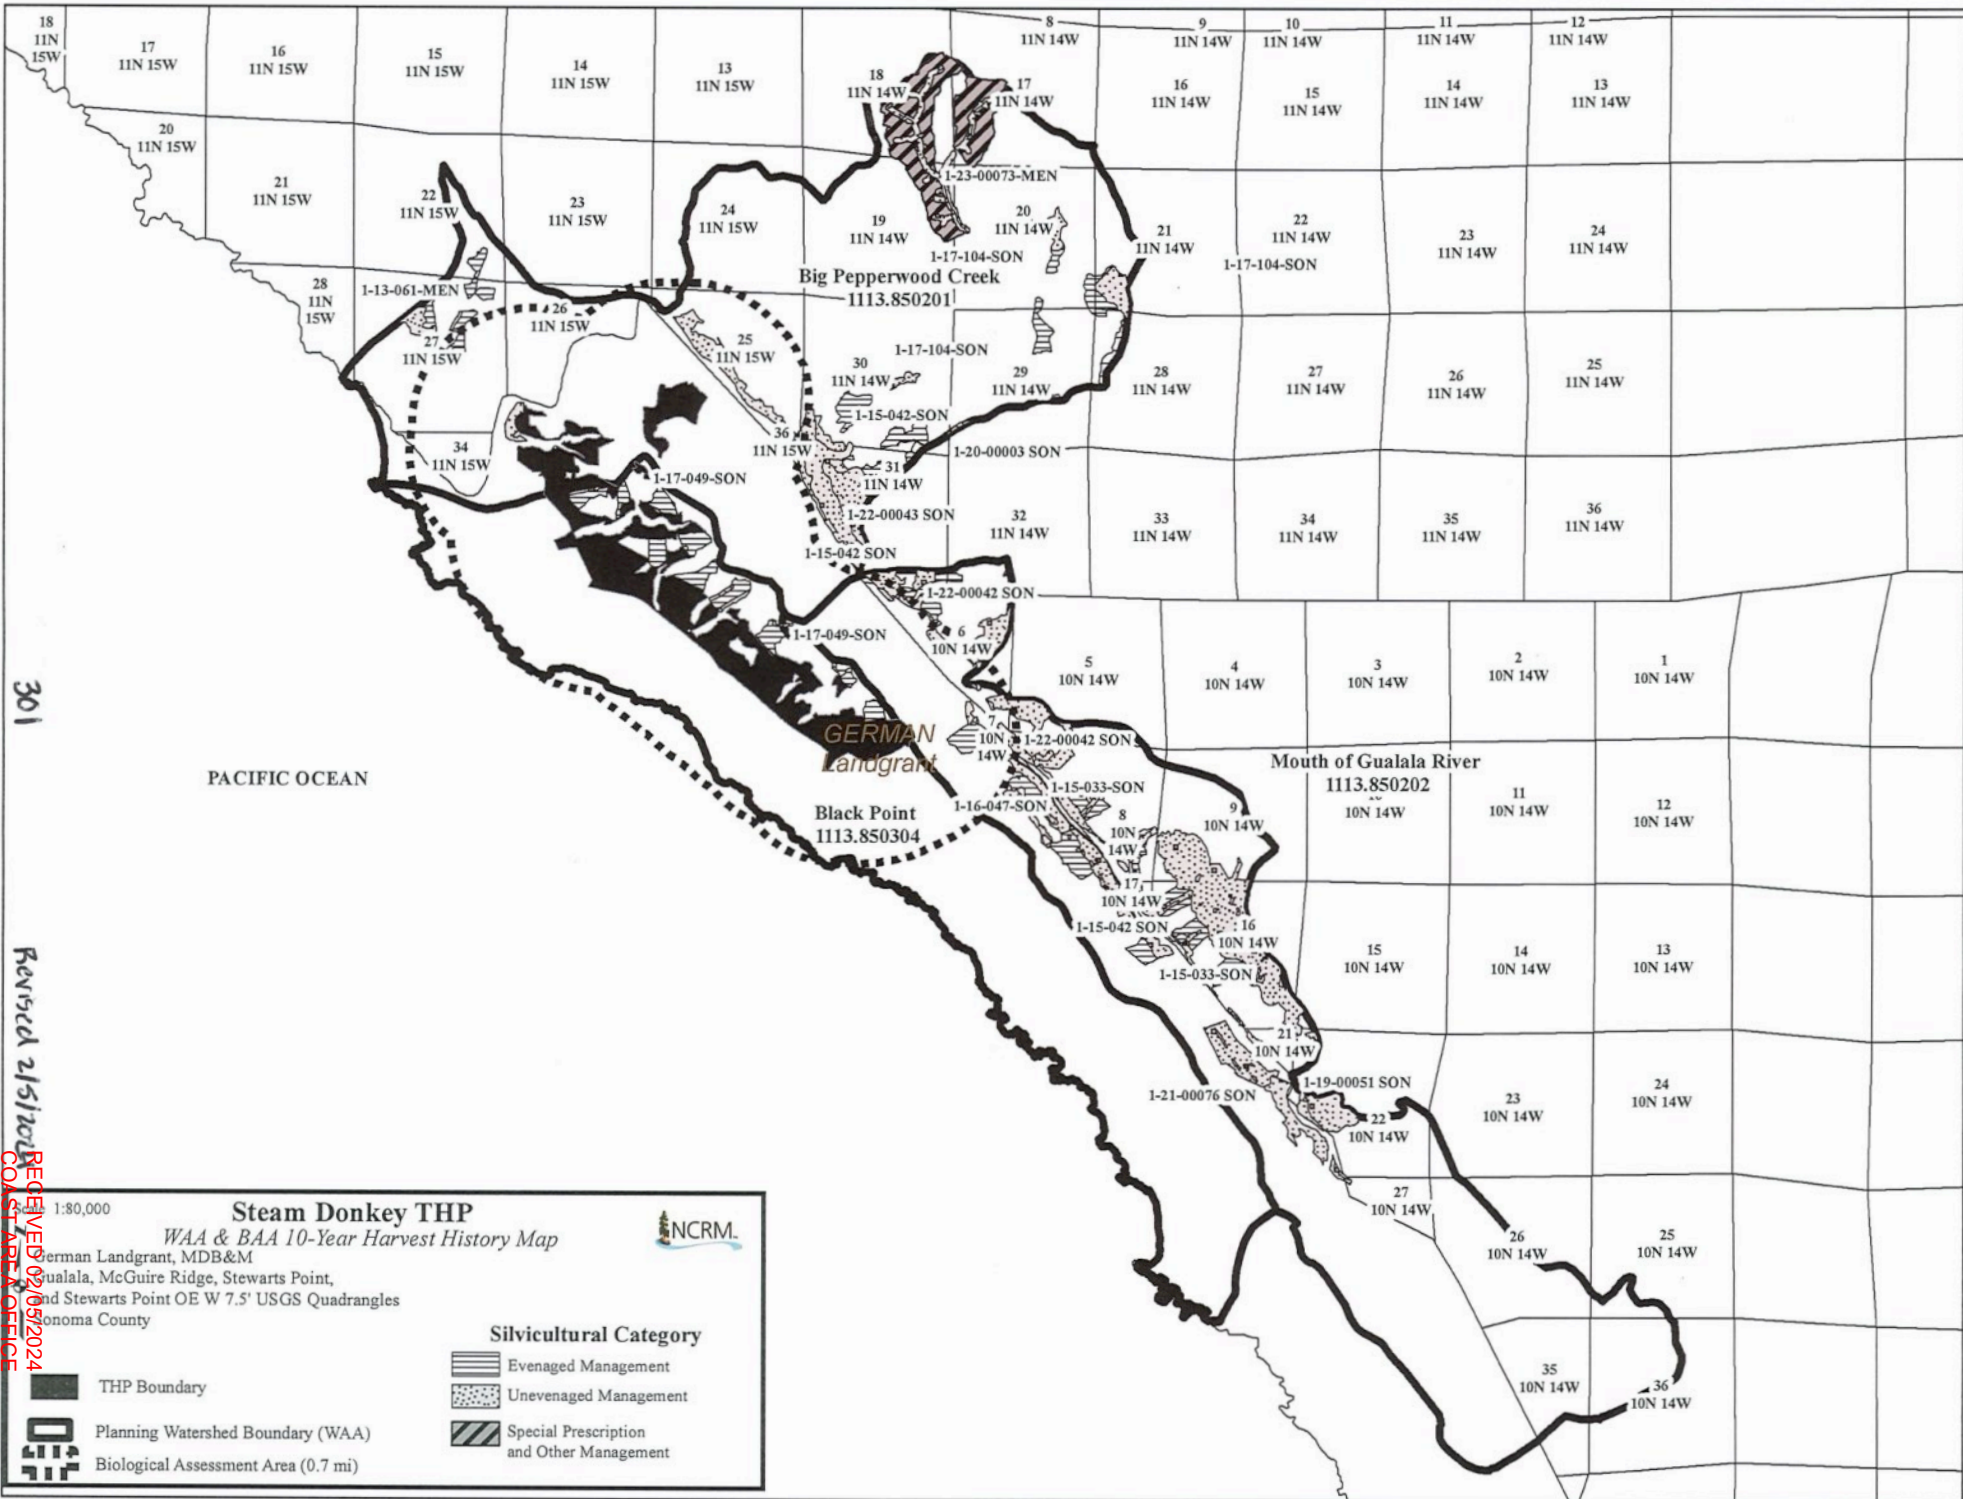 18
11N
15W
17
11N 15W
16
11N 15W
15
11N 15W
14
11N 15W
13
11N 15W
18
11N 14W
17
11N 14W
8
11N 14W
9
11N 14W
10
11N 14W
11
11N 14W
12
11N 14W
16
11N 14W
15
11N 14W
14
11N 14W
13
11N 14W
20
11N 15W
21
11N 15W
22
11N 15W
23
11N 15W
24
11N 15W
19
11N 14W
1-23-00073-MEN
20
11N 14W
1-17-104-SON
21
11N 14W
22
11N 14W
1-17-104-SON
23
11N 14W
24
11N 14W
Big Pepperwood Creek
1113.850201
28
11N
15W
1-13-061-MEN
27
11N 15W
26
11N 15W
25
11N 15W
1-17-104-SON
30
11N 14W
29
11N 14W
28
11N 14W
27
11N 14W
26
11N 14W
25
11N 14W
1-15-042-SON
34
11N 15W
36
11N 15W
1-20-00003 SON
31
11N 14W
1-17-049-SON
1-22-00043 SON
32
11N 14W
33
11N 14W
34
11N 14W
35
11N 14W
36
11N 14W
1-15-042 SON
1-22-00042 SON
1-17-049-SON
6
10N 14W
5
10N 14W
4
10N 14W
3
10N 14W
2
10N 14W
1
10N 14W
GERMAN
Landgrant
7
10N
14W
1-22-00042 SON
Mouth of Gualala River
1113.850202
10N 14W
11
10N 14W
12
10N 14W
PACIFIC OCEAN
Black Point
1113.850304
1-15-033-SON
1-16-047-SON
8
10N
14W
9
10N 14W
17
10N 14W
1-15-042 SON
16
10N 14W
1-15-033-SON
15
10N 14W
14
10N 14W
13
10N 14W
21
10N 14W
1-21-00076 SON
1-19-00051 SON
22
10N 14W
23
10N 14W
24
10N 14W
27
10N 14W
26
10N 14W
25
10N 14W
35
10N 14W
36
10N 14W
301
Revised 2/5/2024
RECEIVED 02/05/2024
COAST AREA OFFICE
Scale 1:80,000
Steam Donkey THP
WAA & BAA 10-Year Harvest History Map
NCRM
German Landgrant, MDB&M
Gualala, McGuire Ridge, Stewarts Point,
and Stewarts Point OE W 7.5' USGS Quadrangles
Sonoma County
THP Boundary
Planning Watershed Boundary (WAA)
Biological Assessment Area (0.7 mi)
Silvicultural Category
Evenaged Management
Unevenaged Management
Special Prescription
and Other Management